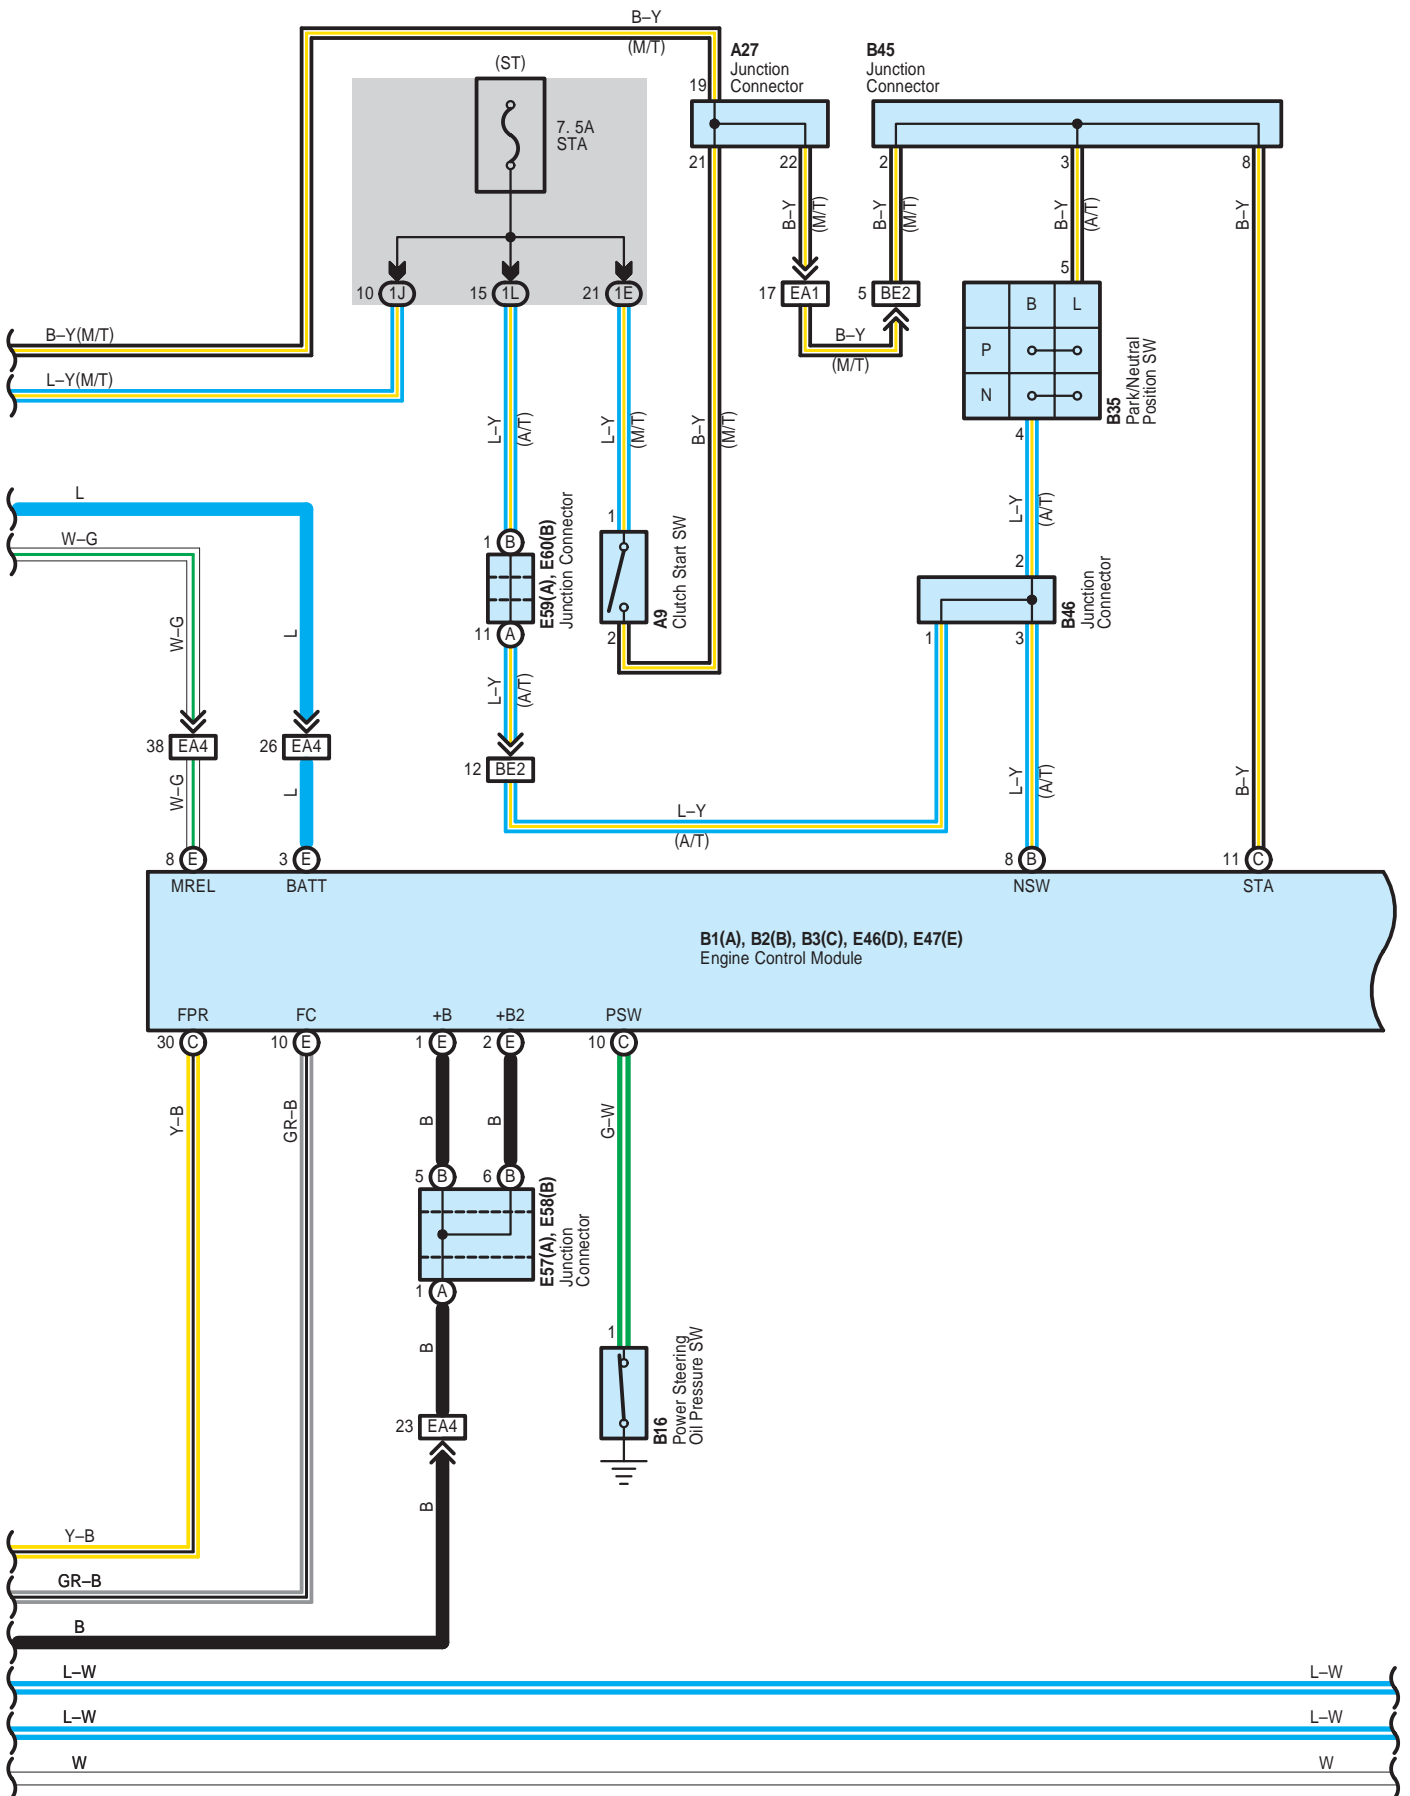 B–Y
(M/T)
(ST)
7. 5A
STA
A27
Junction
Connector
B45
Junction
Connector
19
21
22
2
3
8
B–Y
(M/T)
B–Y
(M/T)
B–Y
(A/T)
B–Y
10
1J
15
1L
21
1E
17
EA1
5
BE2
5
B–Y
(M/T)
B
L
P
N
B35
Park/Neutral
Position SW
4
B–Y(M/T)
L–Y(M/T)
L–Y
(A/T)
L–Y
(M/T)
B–Y
(M/T)
L
W–G
L–Y
(A/T)
1
B
E59(A), E60(B)
Junction Connector
11
A
1
2
A9
Clutch Start SW
2
1
3
B46
Junction
Connector
W–G
L
L–Y
(A/T)
38
EA4
26
EA4
12
BE2
W–G
L
L–Y
(A/T)
L–Y
(A/T)
B–Y
8
E
3
E
8
B
11
C
MREL
BATT
NSW
STA
B1(A), B2(B), B3(C), E46(D), E47(E)
Engine Control Module
FPR
FC
+B
+B2
PSW
30
C
10
E
1
E
2
E
10
C
Y–B
GR–B
B
B
G–W
5
B
6
B
E57(A), E58(B)
Junction
Connector
1
A
B
1
B16
Power Steering
Oil Pressure SW
23
EA4
B
Y–B
GR–B
B
L–W
L–W
L–W
L–W
W
W